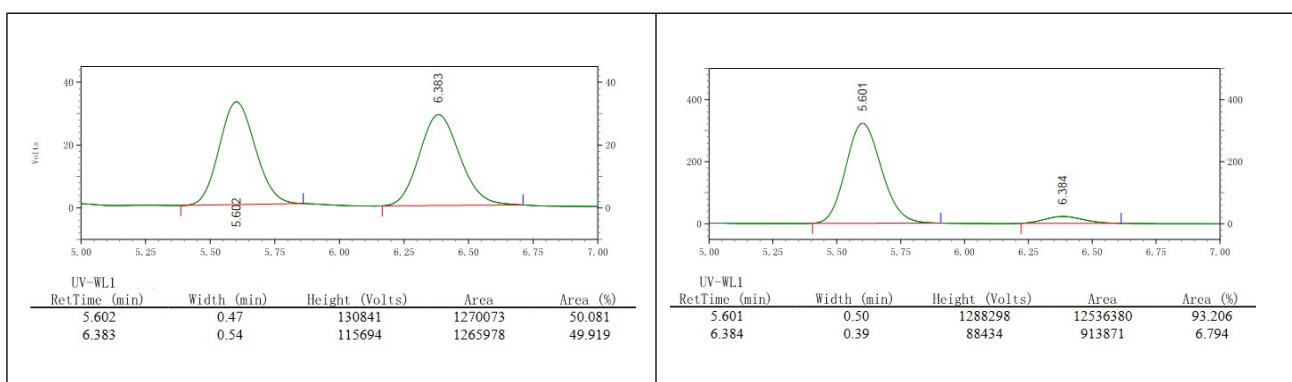 40
20
0
Volts
5.602
6.383
40
20
0
5.00 5.25 5.50 5.75 6.00 6.25 6.50 6.75 7.00
UV-WL1
RetTime (min) Width (min) Height (Volts) Area Area (%)
5.602 0.47 130841 1270073 50.081
6.383 0.54 115694 1265978 49.919
400
200
0
5.601
6.384
400
200
0
5.00 5.25 5.50 5.75 6.00 6.25 6.50 6.75 7.00
UV-WL1
RetTime (min) Width (min) Height (Volts) Area Area (%)
5.601 0.50 1288298 12536380 93.206
6.384 0.39 88434 913871 6.794